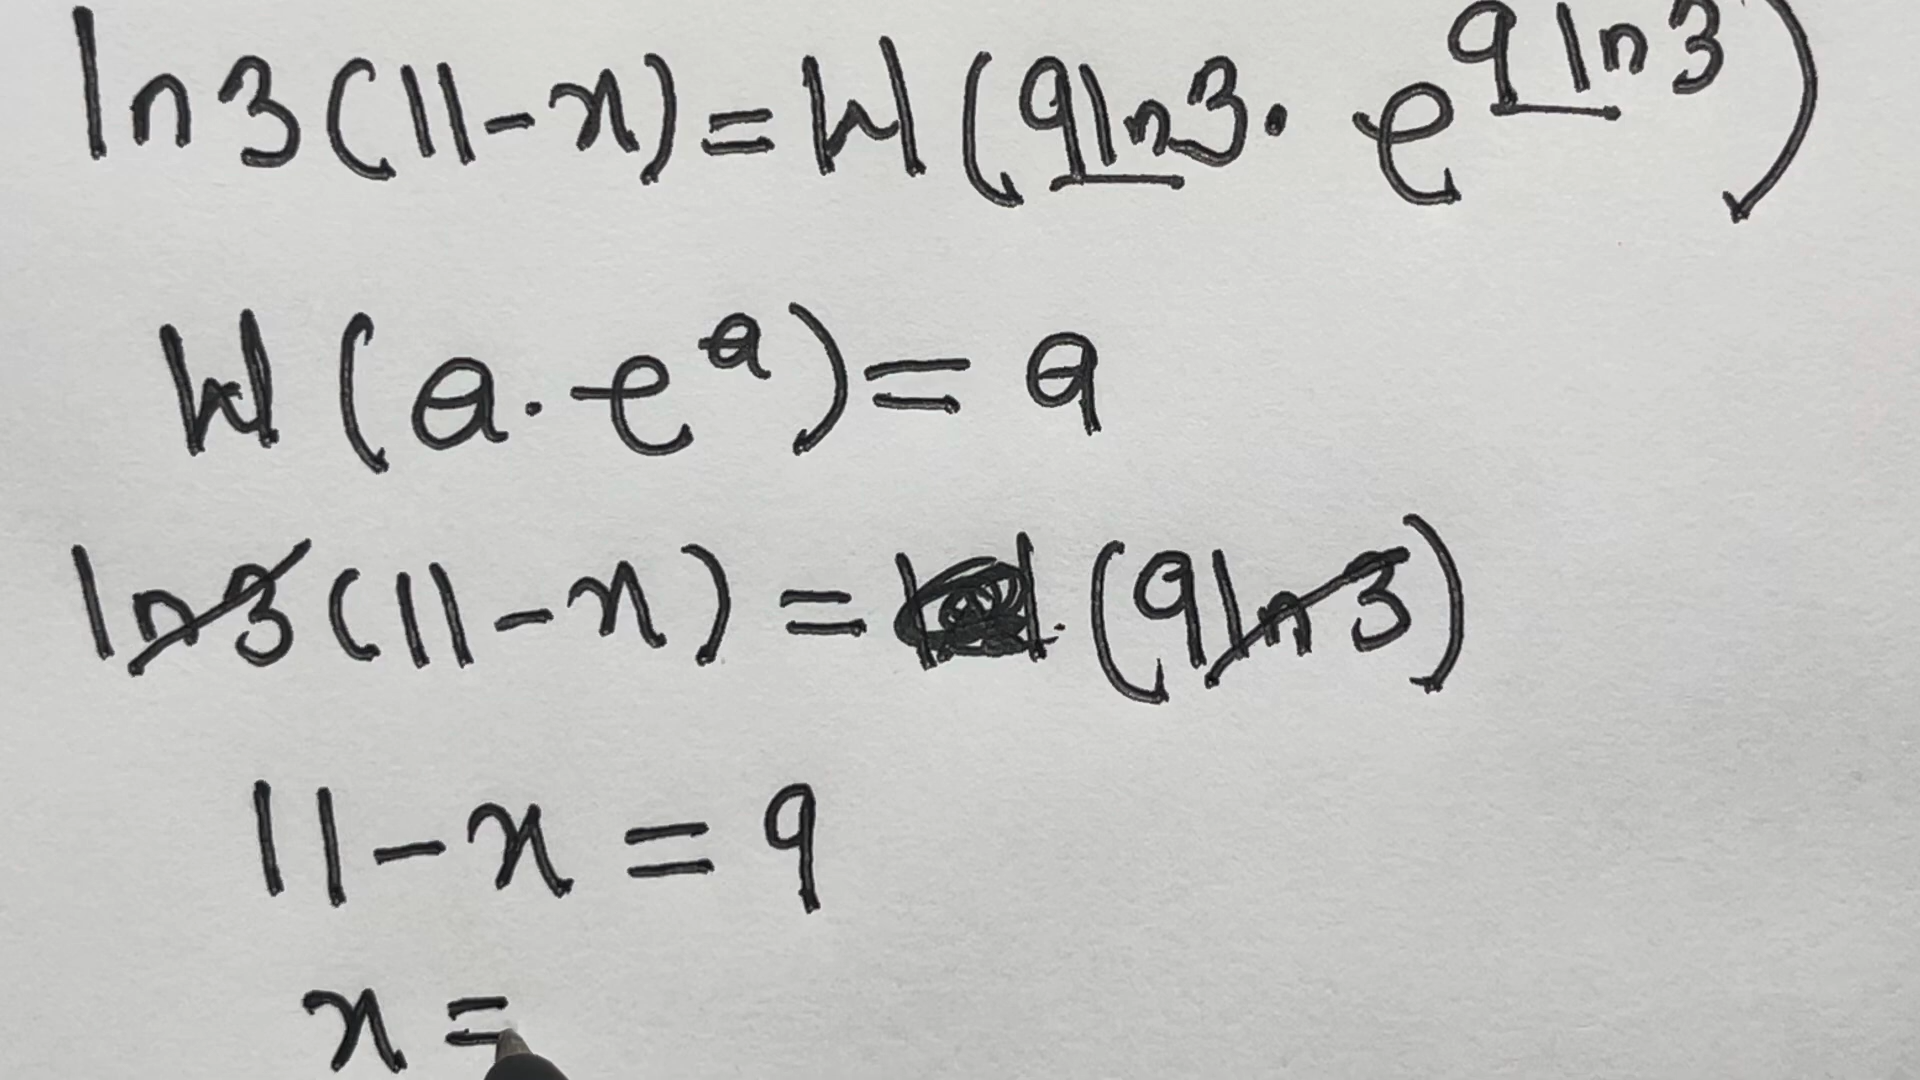 ln3(11-x)=W(9ln3·e^9ln3)
W(a·e^a)=a
ln3(11-x)=(9ln3)
11-x=9
x=